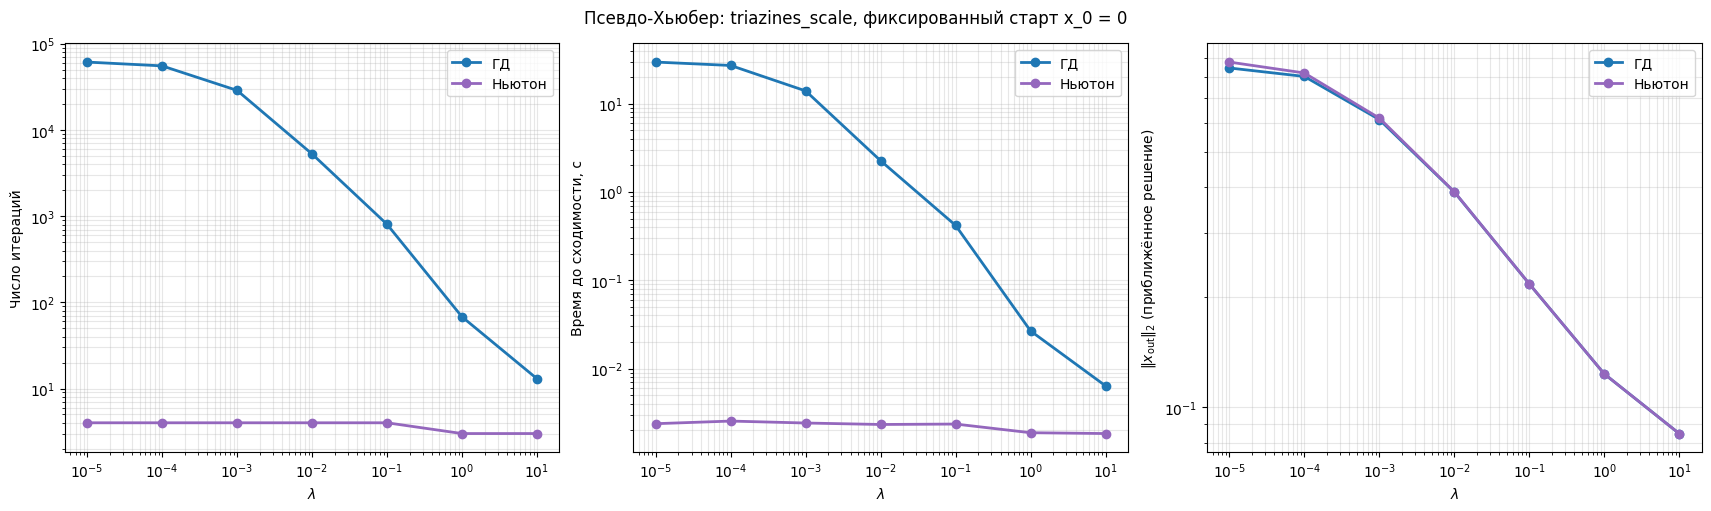 Псевдо-Хьюбер: triazines_scale, фиксированный старт x_0 = 0
Число итераций
10^5
10^4
10^3
10^2
10^1
ГД
Ньютон
10^-5 10^-4 10^-3 10^-2 10^-1 10^0 10^1
λ
Время до сходимости, с
10^1
10^0
10^-1
10^-2
ГД
Ньютон
10^-5 10^-4 10^-3 10^-2 10^-1 10^0 10^1
λ
‖x_out‖_2 (приближённое решение)
10^-1
ГД
Ньютон
10^-5 10^-4 10^-3 10^-2 10^-1 10^0 10^1
λ